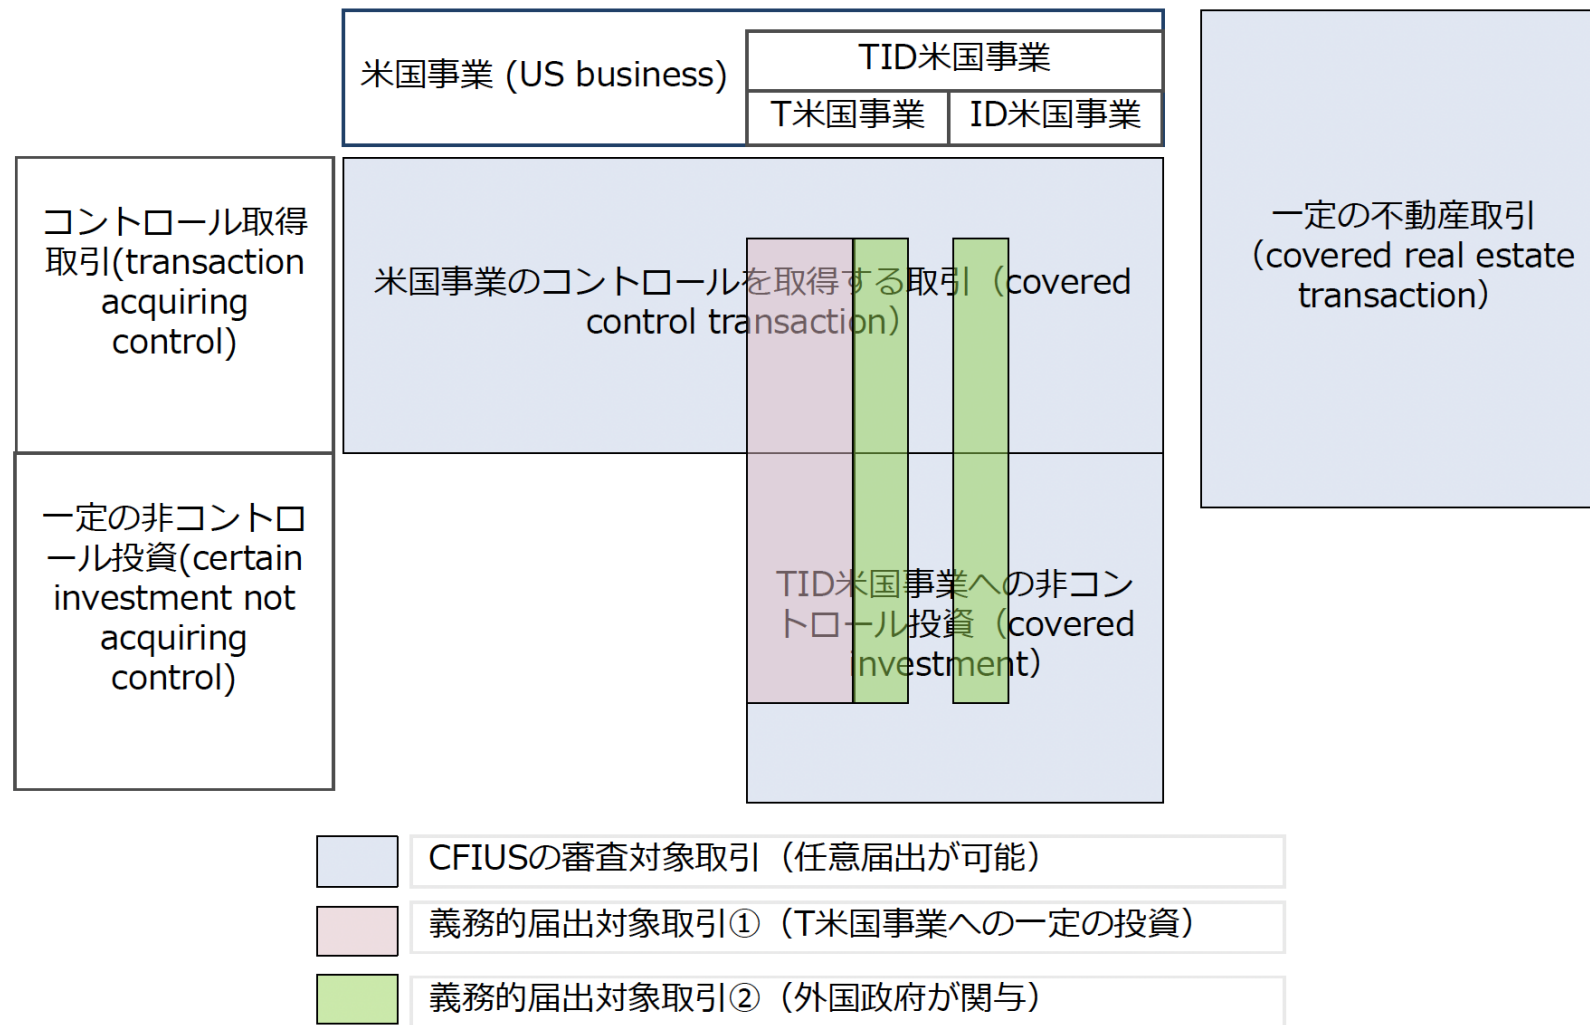 米国事業 (US business)
TID米国事業
T米国事業
ID米国事業
コントロール取得
取引(transaction
acquiring
control)
米国事業のコントロールを取得する取引（covered
control transaction）
一定の不動産取引
（covered real estate
transaction）
一定の非コントロ
ール投資(certain
investment not
acquiring
control)
TID米国事業への非コン
トロール投資（covered
investment）
CFIUSの審査対象取引（任意届出が可能）
義務的届出対象取引①（T米国事業への一定の投資）
義務的届出対象取引②（外国政府が関与）